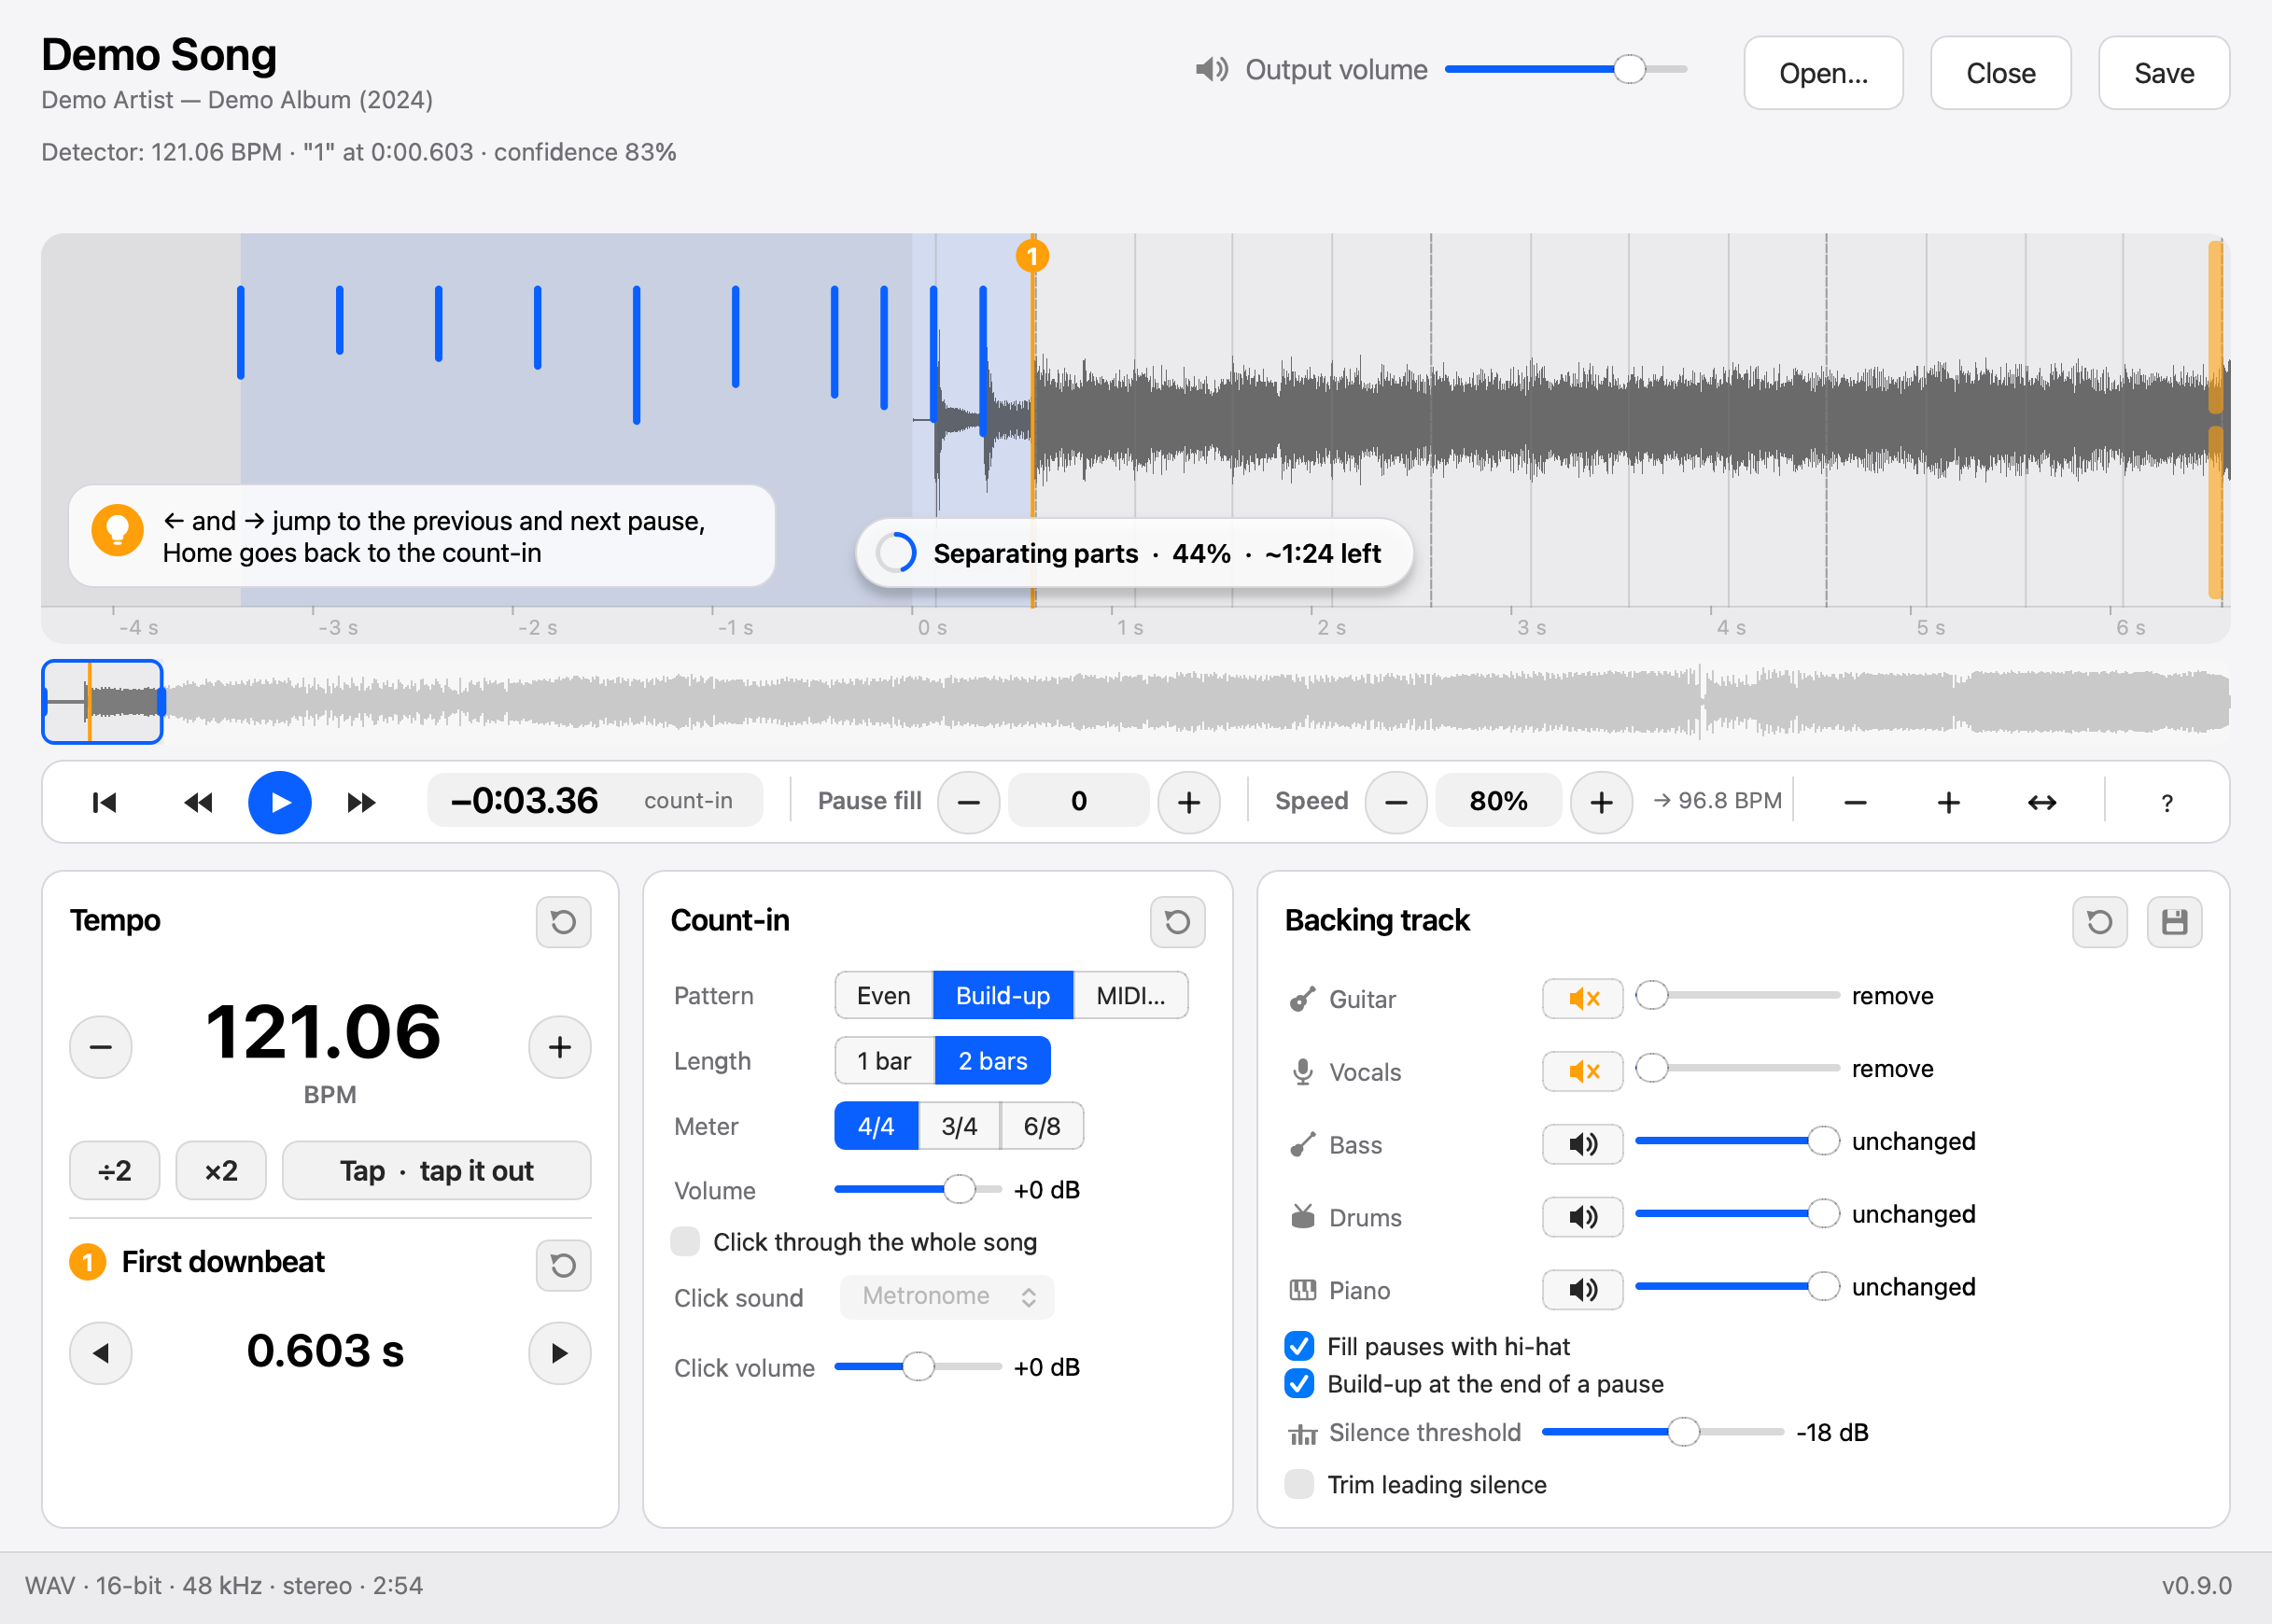 Demo Song
Demo Artist — Demo Album (2024)
Detector: 121.06 BPM · "1" at 0:00.603 · confidence 83%
Output volume
Open...
Close
Save
1
← and → jump to the previous and next pause,
Home goes back to the count-in
Separating parts · 44% · ~1:24 left
-4 s
-3 s
-2 s
-1 s
0 s
1 s
2 s
3 s
4 s
5 s
6 s
−0:03.36 count-in
Pause fill − 0 +
Speed − 80% + → 96.8 BPM
− + ↔ ?
Tempo
− 121.06 +
BPM
÷2
×2
Tap · tap it out
1 First downbeat
0.603 s
Count-in
Pattern Even Build-up MIDI...
Length 1 bar 2 bars
Meter 4/4 3/4 6/8
Volume +0 dB
Click through the whole song
Click sound Metronome
Click volume +0 dB
Backing track
Guitar remove
Vocals remove
Bass unchanged
Drums unchanged
Piano unchanged
Fill pauses with hi-hat
Build-up at the end of a pause
Silence threshold -18 dB
Trim leading silence
WAV · 16-bit · 48 kHz · stereo · 2:54
v0.9.0